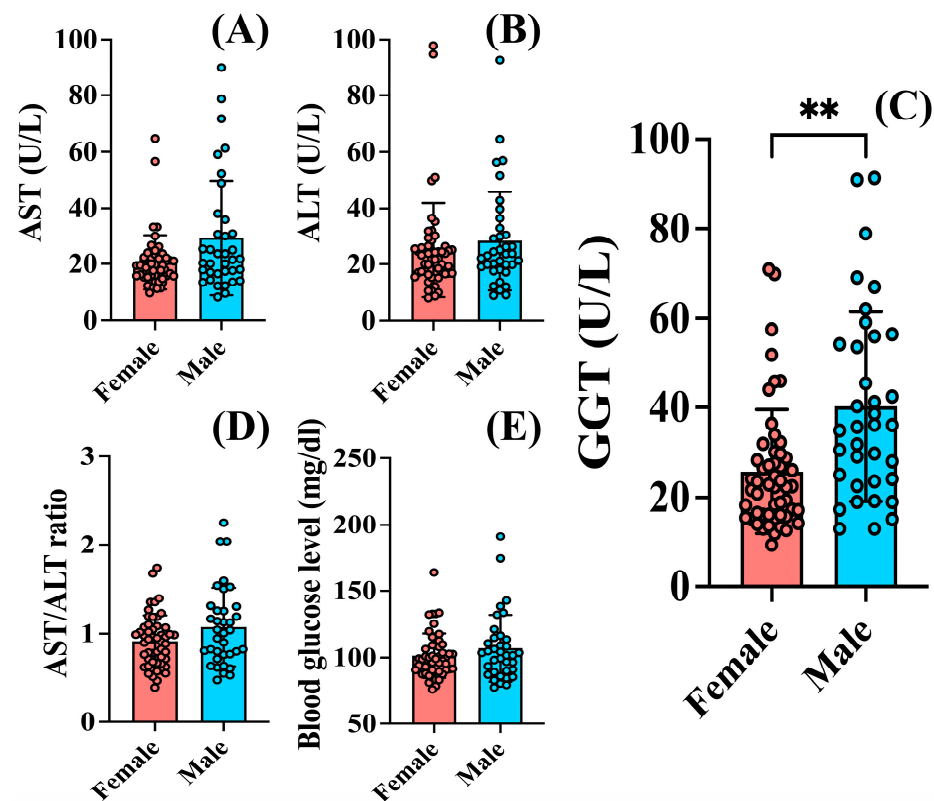 (A)
AST (U/L)
100
80
60
40
20
0
Female
Male
(B)
ALT (U/L)
100
80
60
40
20
0
Female
Male
(C)
**
GGT (U/L)
100
80
60
40
20
0
Female
Male
(D)
AST/ALT ratio
3
2
1
0
Female
Male
(E)
Blood glucose level (mg/dl)
250
200
150
100
50
Female
Male